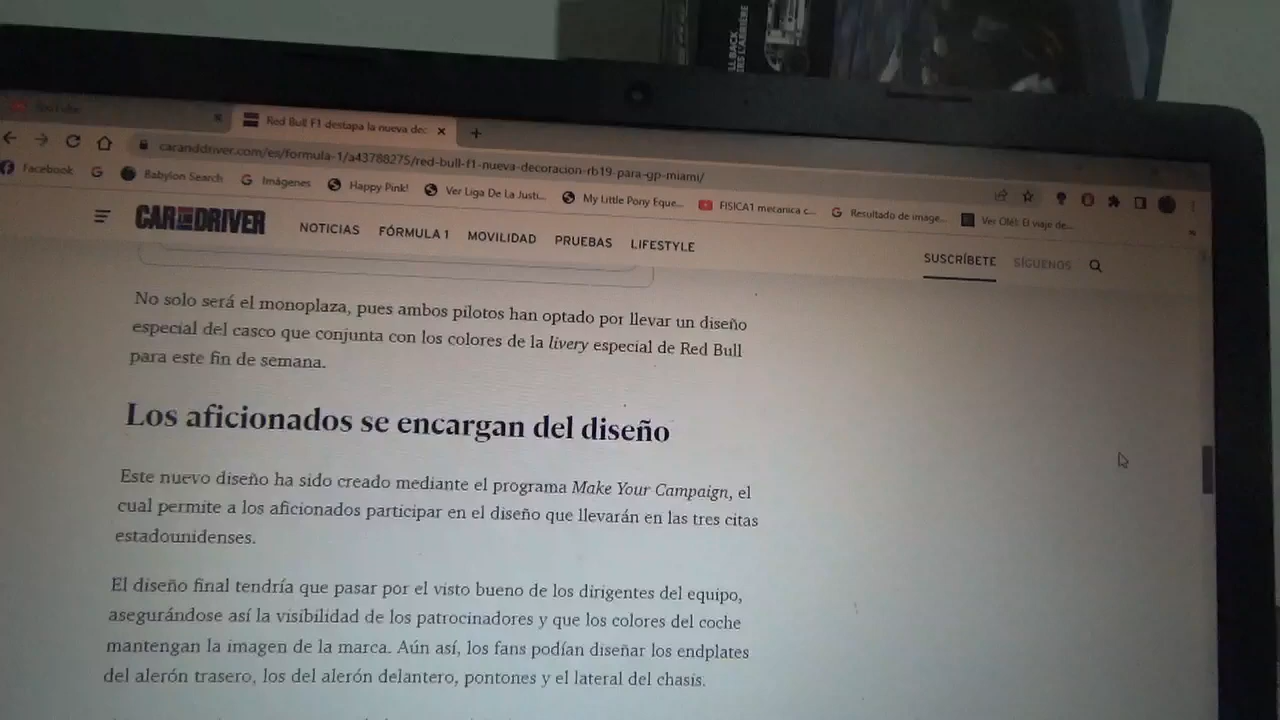 LL BACK
YouTube
Red Bull F1 destapa la nueva dec
caranddriver.com/es/formula-1/a43788275/red-bull-f1-nueva-decoracion-rb19-para-gp-miami/
Facebook Babylon Search Imágenes Happy Pink! Ver Liga De La Justi... My Little Pony Eque... FISICA1 mecanica c... Resultado de image... Ver Olé!: El viaje de...
CAR AND DRIVER NOTICIAS FÓRMULA 1 MOVILIDAD PRUEBAS LIFESTYLE SUSCRÍBETE SÍGUENOS
No solo será el monoplaza, pues ambos pilotos han optado por llevar un diseño
especial del casco que conjunta con los colores de la livery especial de Red Bull
para este fin de semana.
Los aficionados se encargan del diseño
Este nuevo diseño ha sido creado mediante el programa Make Your Campaign, el
cual permite a los aficionados participar en el diseño que llevarán en las tres citas
estadounidenses.
El diseño final tendría que pasar por el visto bueno de los dirigentes del equipo,
asegurándose así la visibilidad de los patrocinadores y que los colores del coche
mantengan la imagen de la marca. Aún así, los fans podían diseñar los endplates
del alerón trasero, los del alerón delantero, pontones y el lateral del chasis.